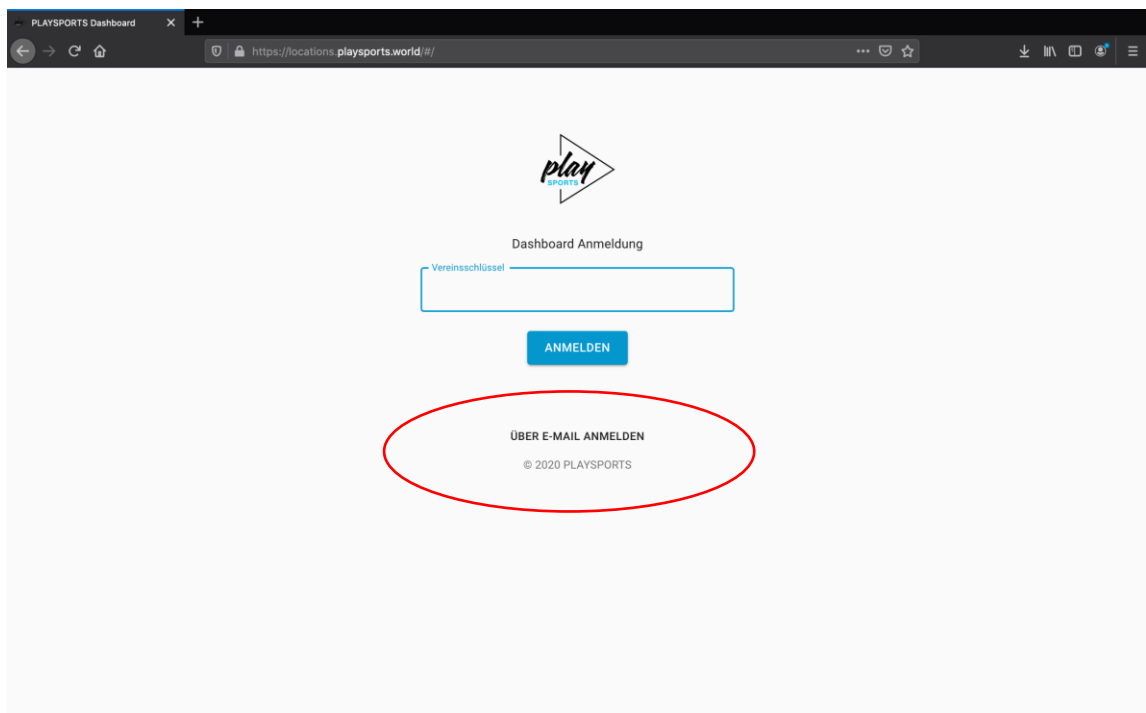 PLAYSPORTS Dashboard
https://locations.playsports.world/#/
play
SPORTS
Dashboard Anmeldung
Vereinsschlüssel
ANMELDEN
ÜBER E-MAIL ANMELDEN
© 2020 PLAYSPORTS